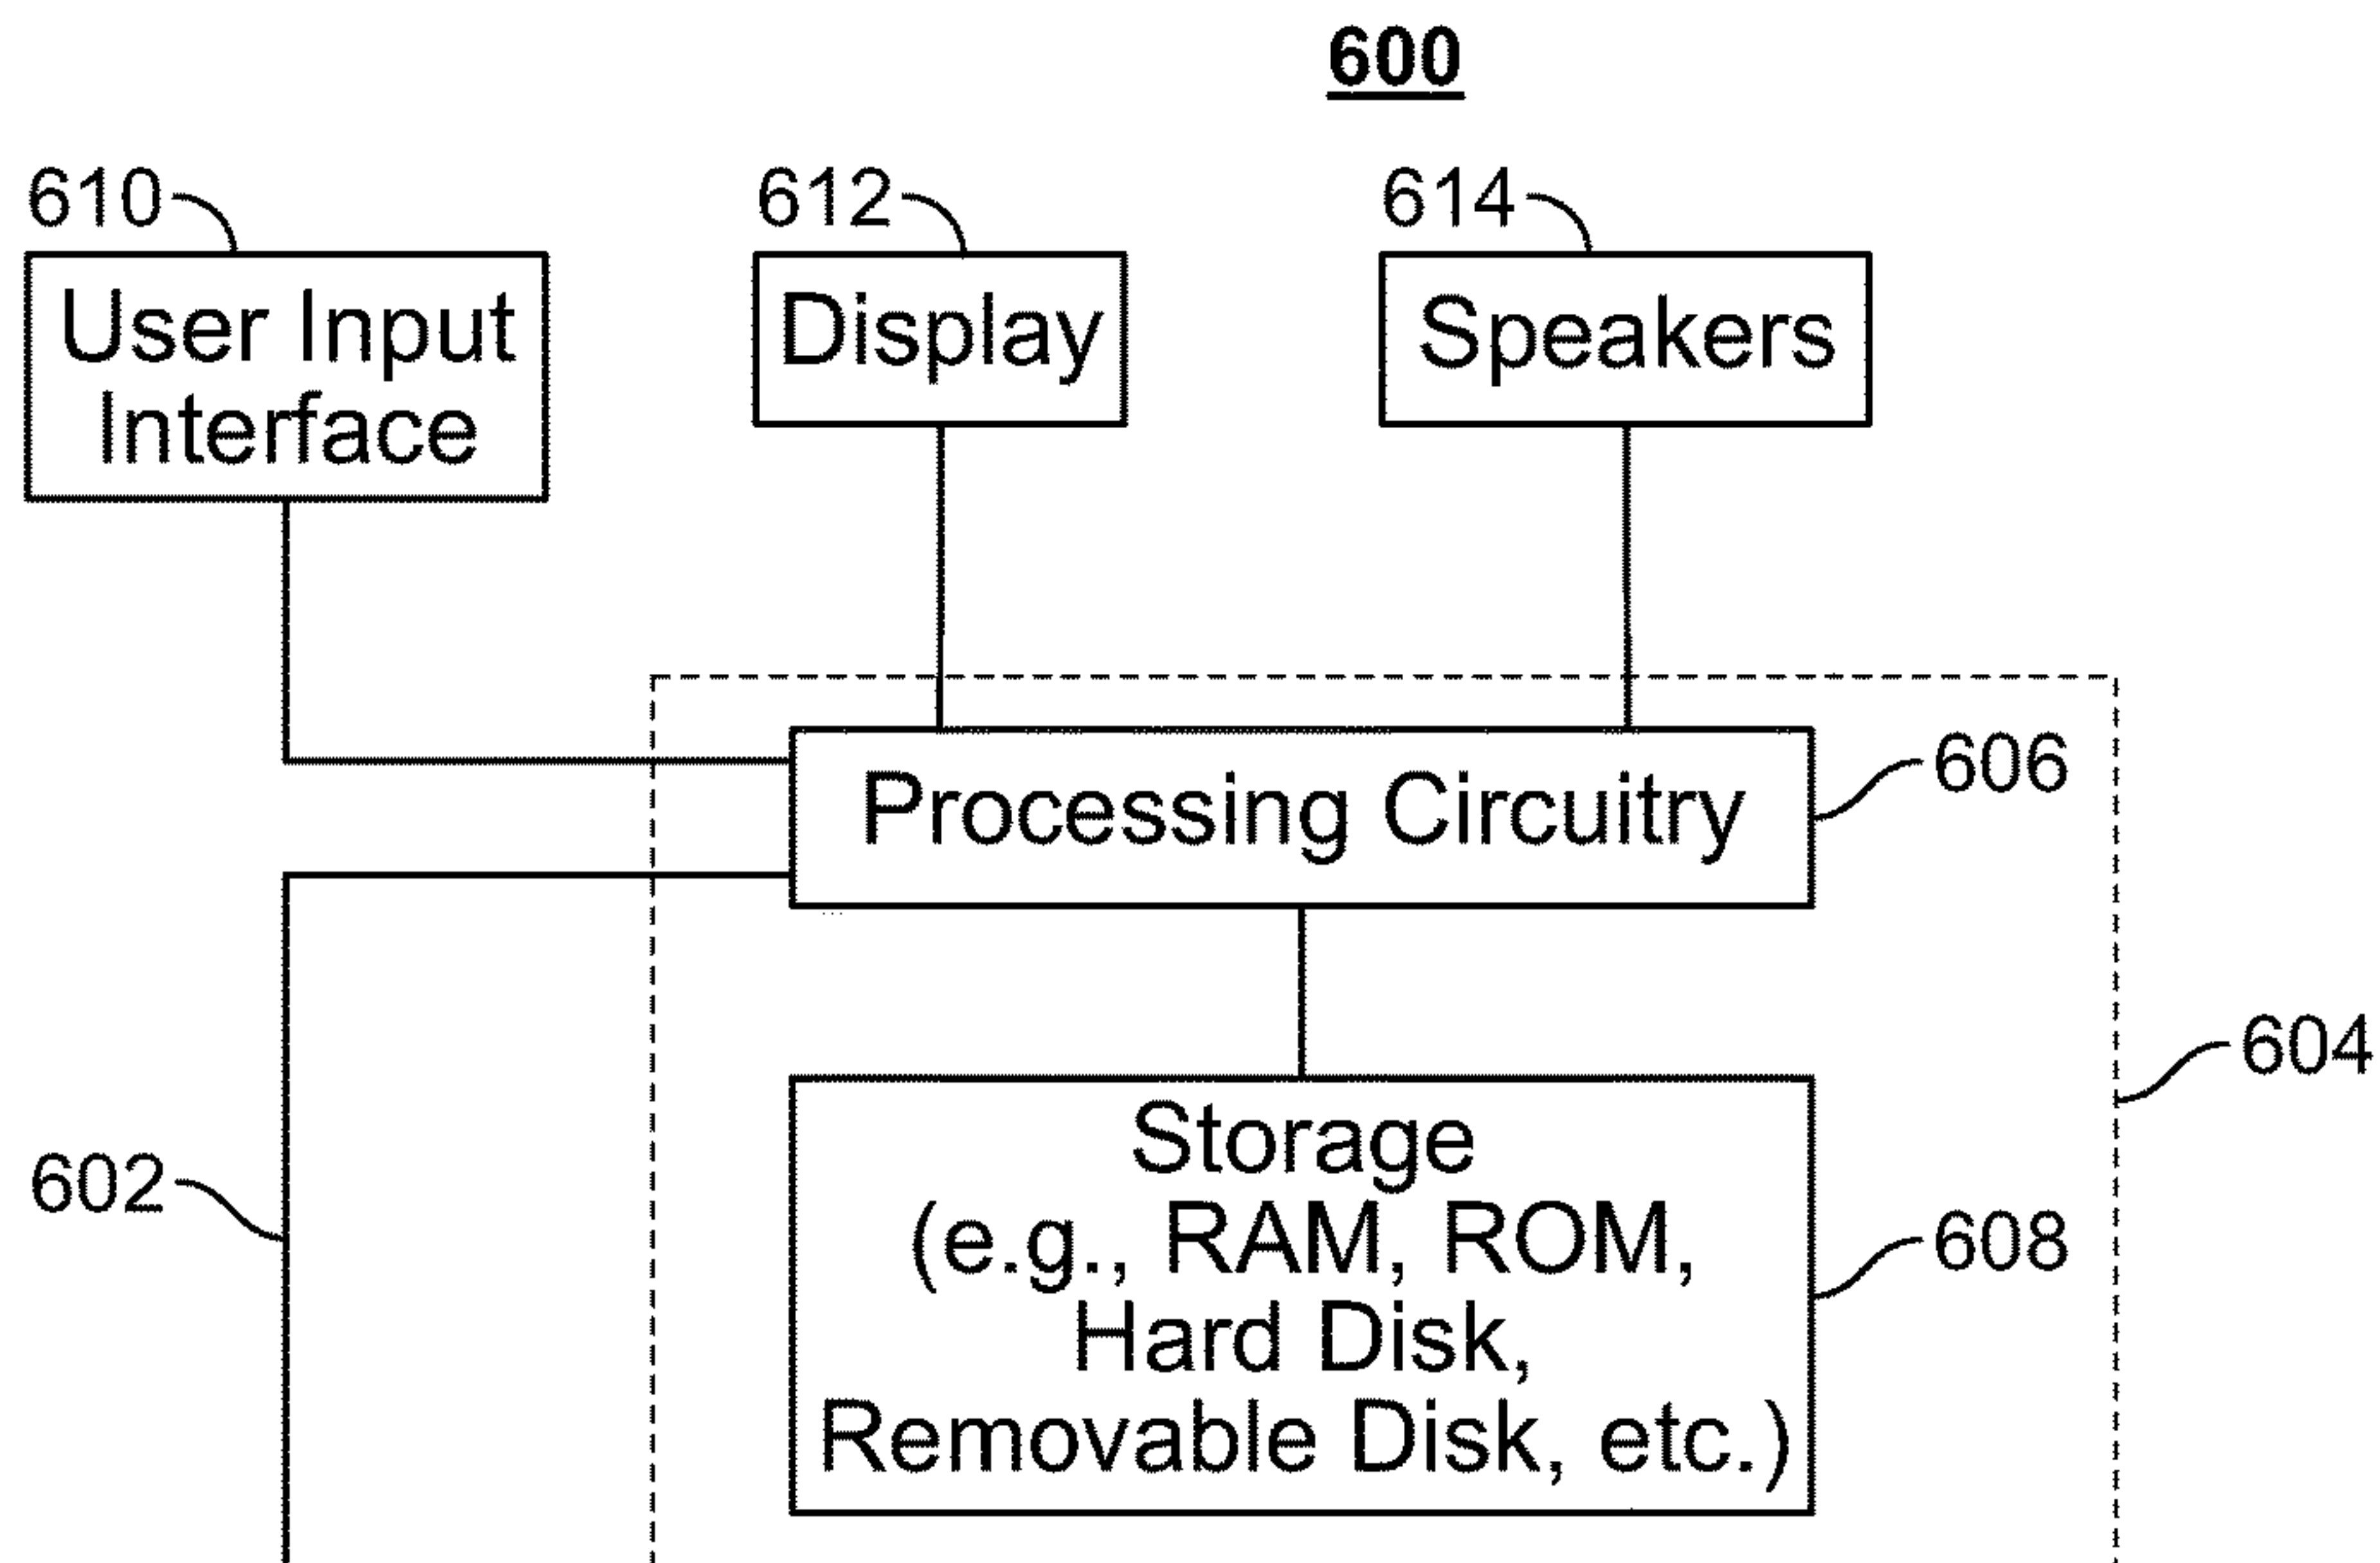 600
610
612
614
User Input
Interface
Display
Speakers
Processing Circuitry
606
604
602
Storage
(e.g., RAM, ROM,
Hard Disk,
Removable Disk, etc.)
608